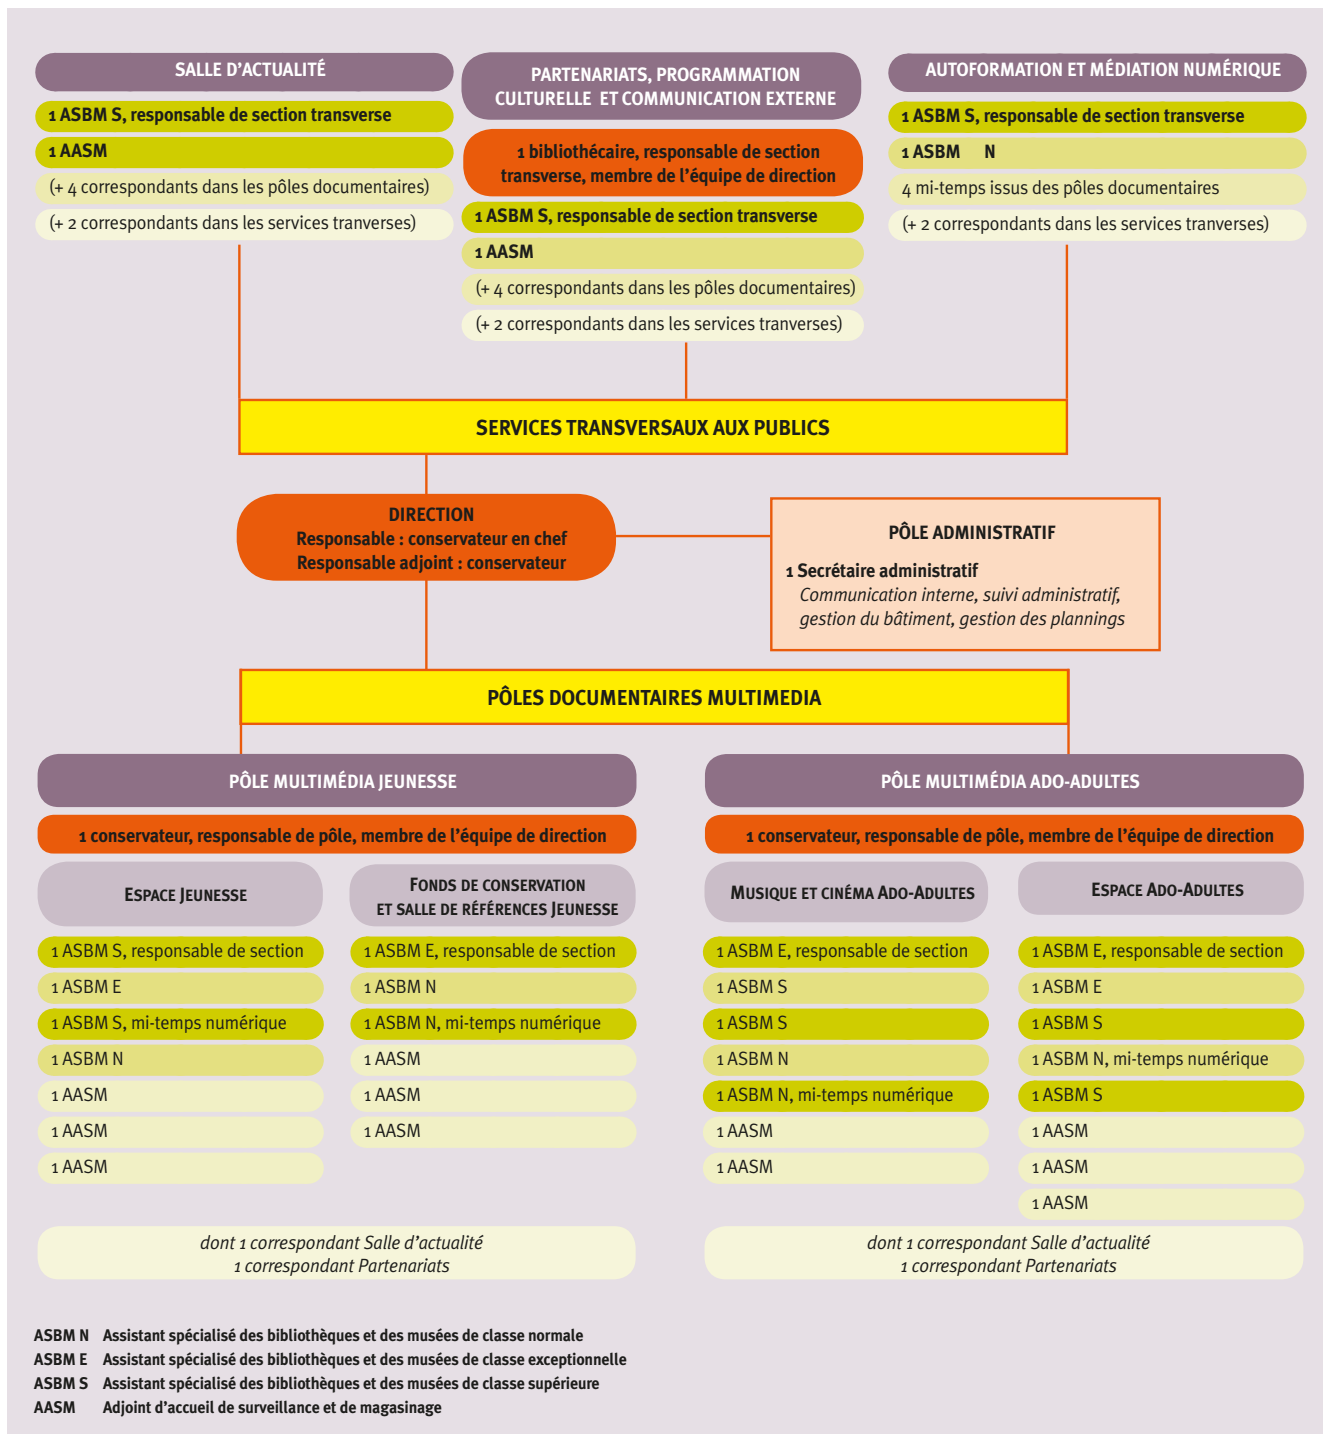 SALLE D’ACTUALITÉ
1 ASBM S, responsable de section transverse
1 AASM
(+ 4 correspondants dans les pôles documentaires)
(+ 2 correspondants dans les services tranverses)
PARTENARIATS, PROGRAMMATION
CULTURELLE ET COMMUNICATION EXTERNE
1 bibliothécaire, responsable de section
transverse, membre de l’équipe de direction
1 ASBM S, responsable de section transverse
1 AASM
(+ 4 correspondants dans les pôles documentaires)
(+ 2 correspondants dans les services tranverses)
AUTOFORMATION ET MÉDIATION NUMÉRIQUE
1 ASBM S, responsable de section transverse
1 ASBM N
4 mi-temps issus des pôles documentaires
(+ 2 correspondants dans les services tranverses)
SERVICES TRANSVERSAUX AUX PUBLICS
DIRECTION
Responsable : conservateur en chef
Responsable adjoint : conservateur
PÔLE ADMINISTRATIF
1 Secrétaire administratif
Communication interne, suivi administratif,
gestion du bâtiment, gestion des plannings
PÔLES DOCUMENTAIRES MULTIMEDIA
PÔLE MULTIMÉDIA JEUNESSE
1 conservateur, responsable de pôle, membre de l’équipe de direction
ESPACE JEUNESSE
1 ASBM S, responsable de section
1 ASBM E
1 ASBM S, mi-temps numérique
1 ASBM N
1 AASM
1 AASM
1 AASM
FONDS DE CONSERVATION
ET SALLE DE RÉFÉRENCES JEUNESSE
1 ASBM E, responsable de section
1 ASBM N
1 ASBM N, mi-temps numérique
1 AASM
1 AASM
1 AASM
dont 1 correspondant Salle d’actualité
1 correspondant Partenariats
PÔLE MULTIMÉDIA ADO-ADULTES
1 conservateur, responsable de pôle, membre de l’équipe de direction
MUSIQUE ET CINÉMA ADO-ADULTES
1 ASBM E, responsable de section
1 ASBM S
1 ASBM S
1 ASBM N
1 ASBM N, mi-temps numérique
1 AASM
1 AASM
ESPACE ADO-ADULTES
1 ASBM E, responsable de section
1 ASBM E
1 ASBM S
1 ASBM N, mi-temps numérique
1 ASBM S
1 AASM
1 AASM
1 AASM
dont 1 correspondant Salle d’actualité
1 correspondant Partenariats
ASBM N Assistant spécialisé des bibliothèques et des musées de classe normale
ASBM E Assistant spécialisé des bibliothèques et des musées de classe exceptionnelle
ASBM S Assistant spécialisé des bibliothèques et des musées de classe supérieure
AASM Adjoint d’accueil de surveillance et de magasinage